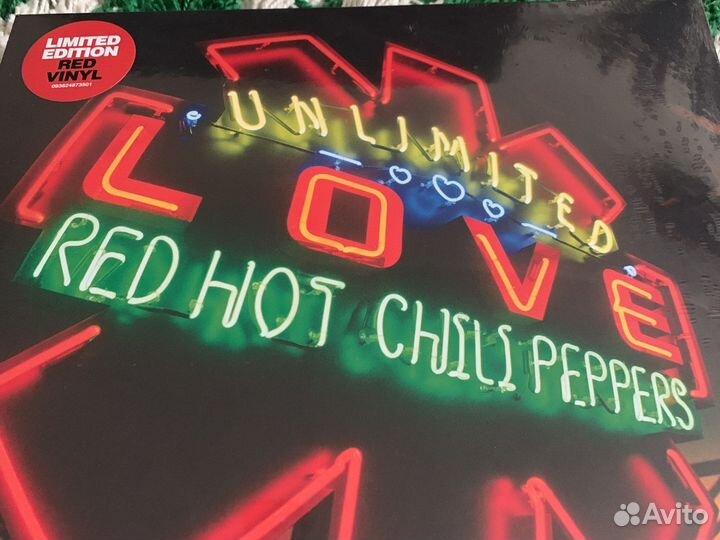 LIMITED
EDITION
RED
VINYL
093624873501
UNLIMITED
LOVE
RED HOT CHILI PEPPERS
Avito